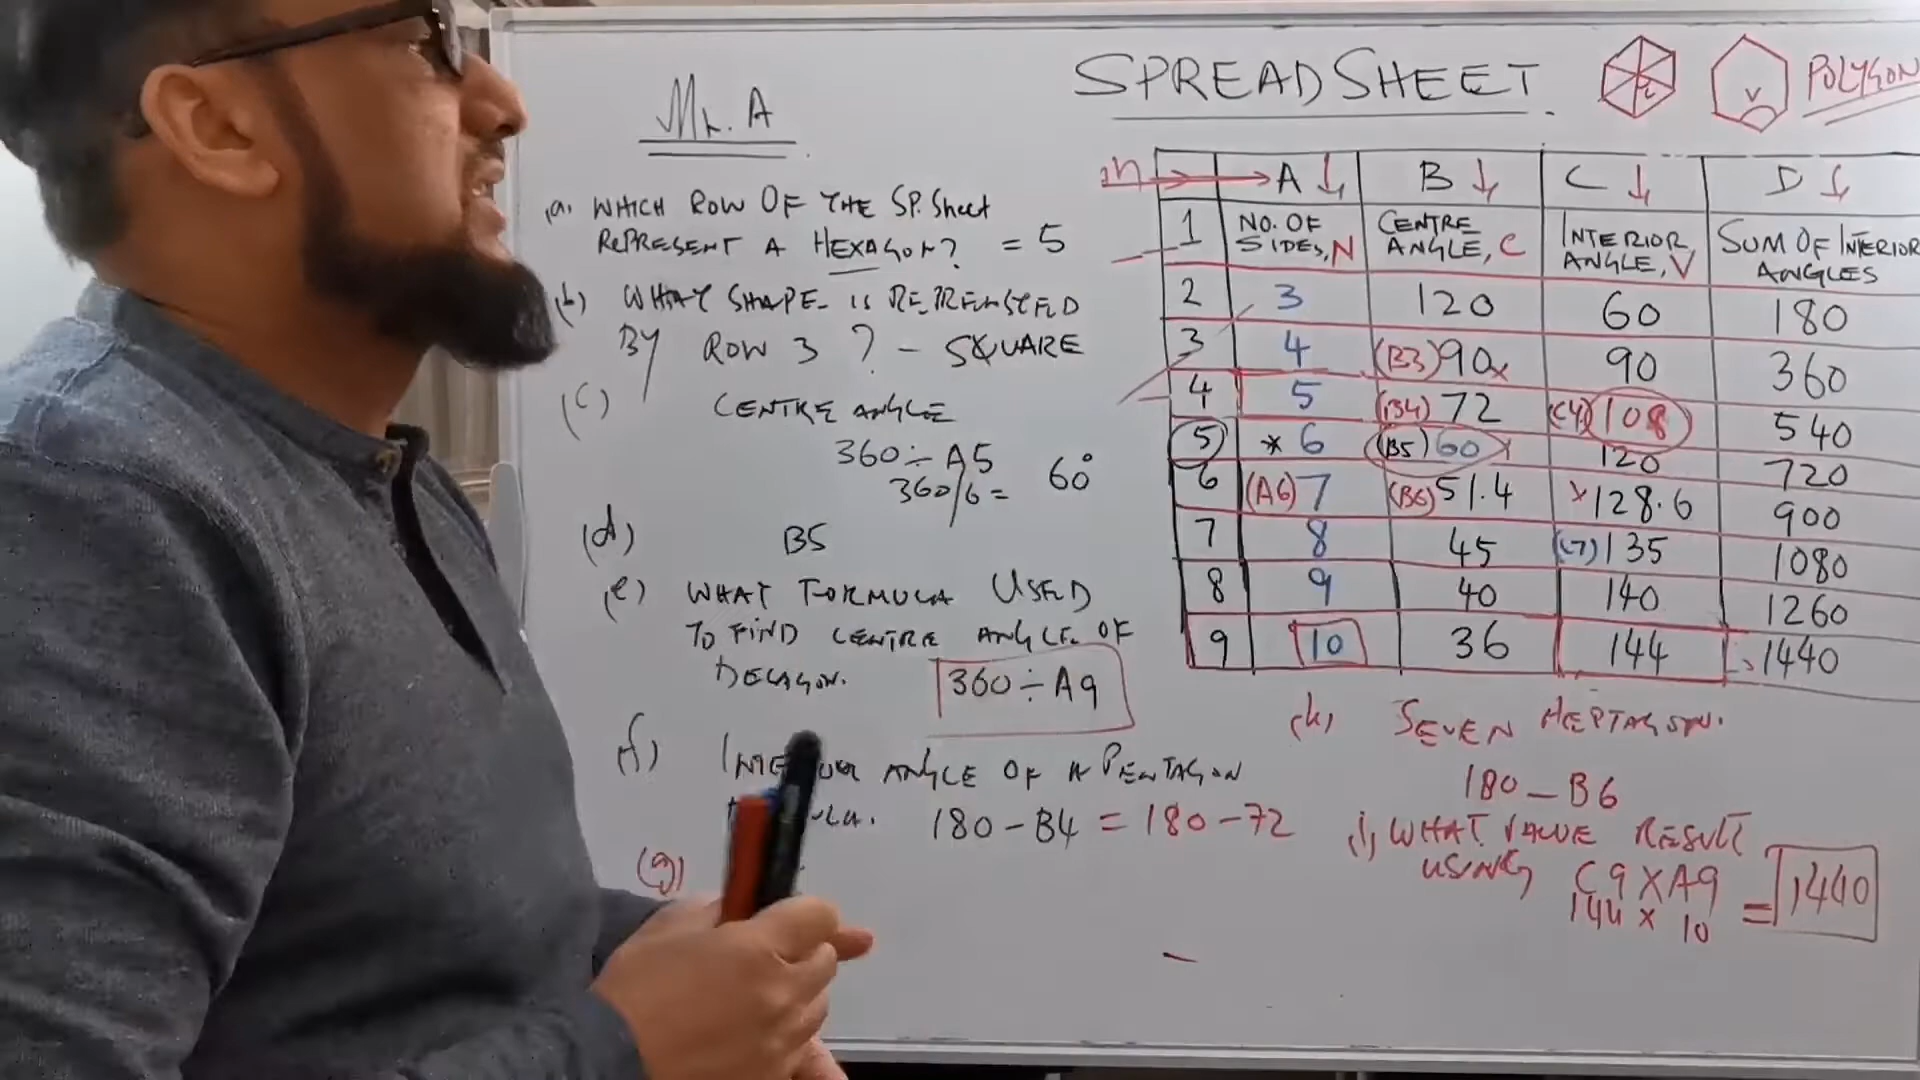 Mr. A
(a) WHICH ROW OF THE SP. Sheet
REPRESENT A HEXAGON? = 5
(b) WHAT SHAPE IS
BY ROW 3 ? - SQUARE
(c) CENTRE ANGLE
360 ÷ A5
360/6 = 60°
(d) B5
(e) WHAT FORMULA USED
TO FIND CENTRE ANGLE OF
DECAGON. 360 ÷ A9
(f) ANGLE OF A PENTAGON
180 - B4 = 180 - 72
(g)
SPREADSHEET.
c
V
POLYGON
A B C D
1 NO. OF SIDES, N CENTRE ANGLE, C INTERIOR ANGLE, V SUM OF INTERIOR ANGLES
2 3 120 60 180
3 4 (B3) 90 90 360
4 5 (B4) 72 (C4) 108 540
5 * 6 (B5) 60 120 720
6 (A6) 7 (B6) 51.4 128.6 900
7 8 45 (C7) 135 1080
8 9 40 140 1260
9 10 36 144 1440
(h) SEVEN HEPTAGON.
180 - B6
(i) WHAT VALUE RESULT
USING C9 X A9
144 x 10 = 1440